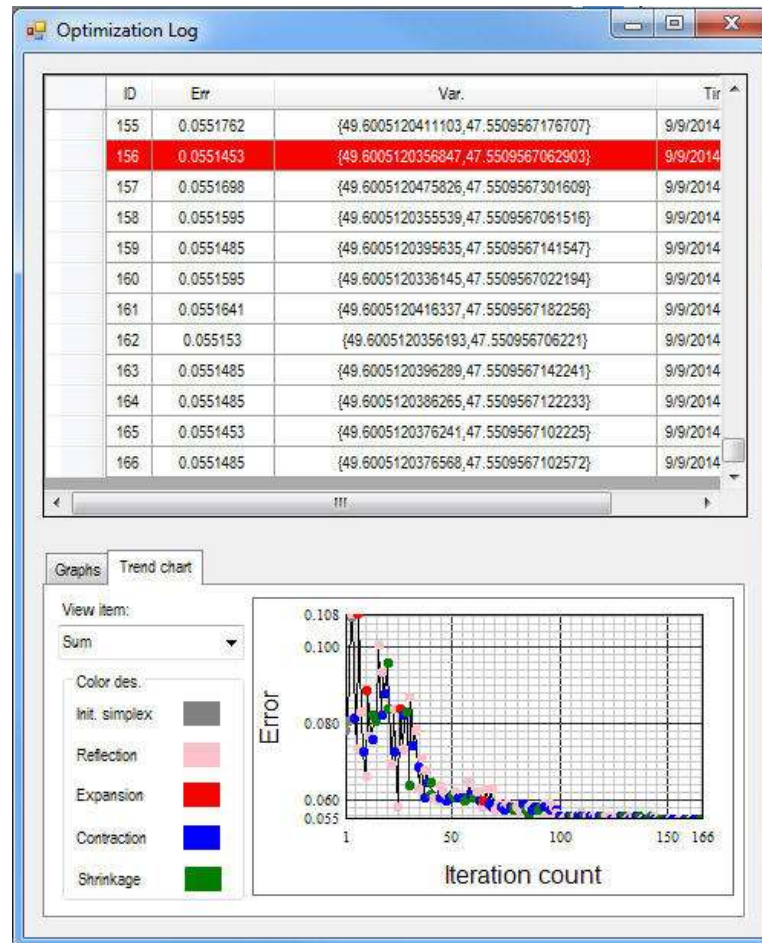 Optimization Log
ID Err Var. Tir
155 0.0551762 {49.6005120411103,47.5509567176707} 9/9/2014
156 0.0551453 {49.6005120356847,47.5509567062903} 9/9/2014
157 0.0551698 {49.6005120475826,47.5509567301609} 9/9/2014
158 0.0551595 {49.6005120355539,47.5509567061516} 9/9/2014
159 0.0551485 {49.6005120395635,47.5509567141547} 9/9/2014
160 0.0551595 {49.6005120336145,47.5509567022194} 9/9/2014
161 0.0551641 {49.6005120416337,47.5509567182256} 9/9/2014
162 0.055153 {49.6005120356193,47.550956706221} 9/9/2014
163 0.0551485 {49.6005120396289,47.5509567142241} 9/9/2014
164 0.0551485 {49.6005120386265,47.5509567122233} 9/9/2014
165 0.0551453 {49.6005120376241,47.5509567102225} 9/9/2014
166 0.0551485 {49.6005120376568,47.5509567102572} 9/9/2014
Graphs Trend chart
View item:
Sum
Color des.
Init. simplex
Reflection
Expansion
Contraction
Shrinkage
Error
0.108
0.100
0.080
0.060
0.055
1 50 100 150 166
Iteration count